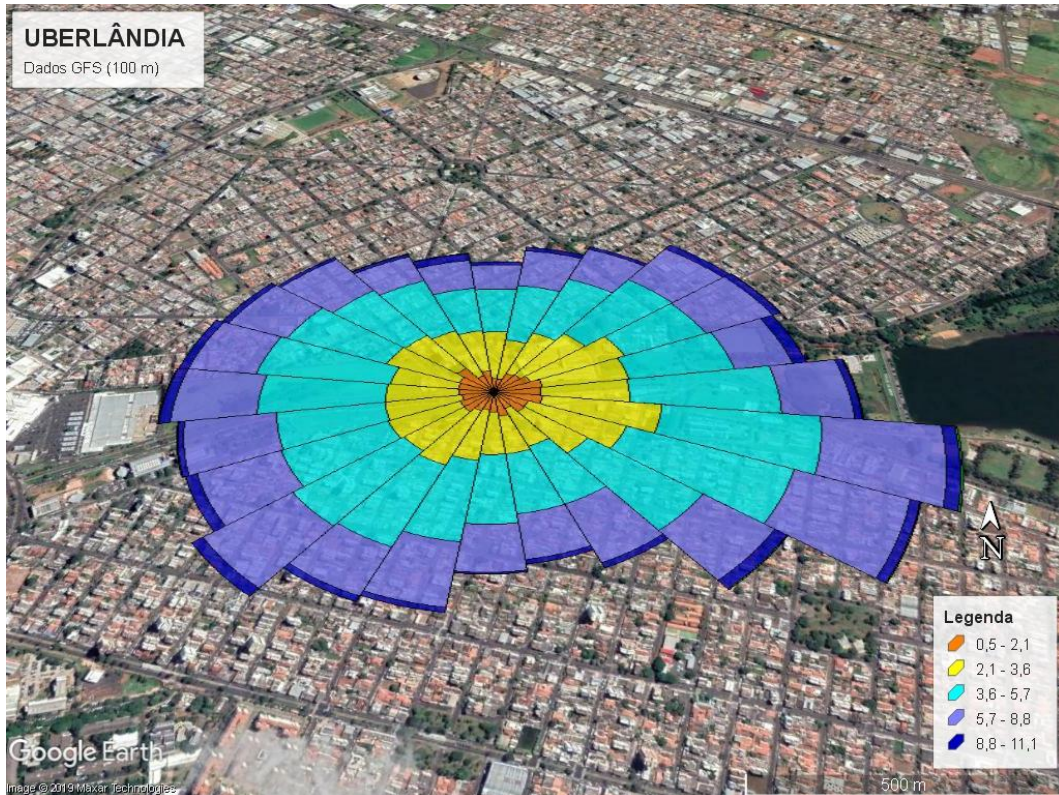 UBERLÂNDIA
Dados GFS (100 m)
N
Legenda
0,5 - 2,1
2,1 - 3,6
3,6 - 5,7
5,7 - 8,8
8,8 - 11,1
Google Earth
Image © 2019 Maxar Technologies
500 m